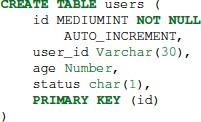 CREATE TABLE users (
id MEDIUMINT NOT NULL
AUTO_INCREMENT,
user_id Varchar(30),
age Number,
status char(1),
PRIMARY KEY (id)
)